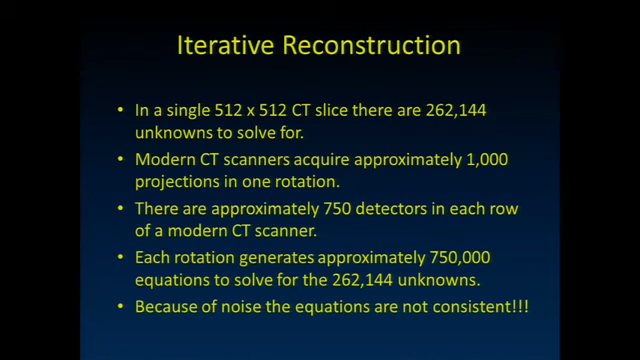 Iterative Reconstruction
• In a single 512 x 512 CT slice there are 262,144
unknowns to solve for.
• Modern CT scanners acquire approximately 1,000
projections in one rotation.
• There are approximately 750 detectors in each row
of a modern CT scanner.
• Each rotation generates approximately 750,000
equations to solve for the 262,144 unknowns.
• Because of noise the equations are not consistent!!!